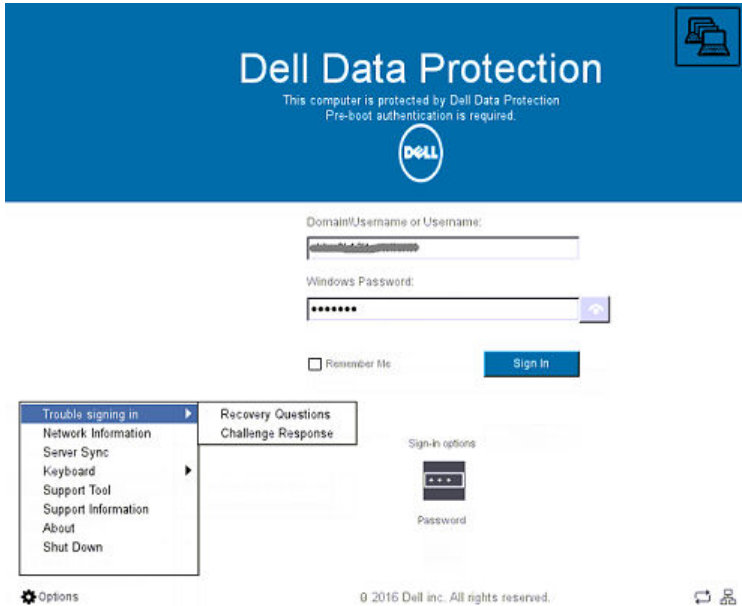 Dell Data Protection
This computer is protected by Dell Data Protection
Pre-boot authentication is required.
DELL
Domain\Username or Username:
Windows Password:
Remember Me
Sign In
Trouble signing in
Recovery Questions
Network Information
Challenge Response
Server Sync
Keyboard
Support Tool
Support Information
About
Shut Down
Sign-in options
Password
Options
© 2016 Dell inc. All rights reserved.